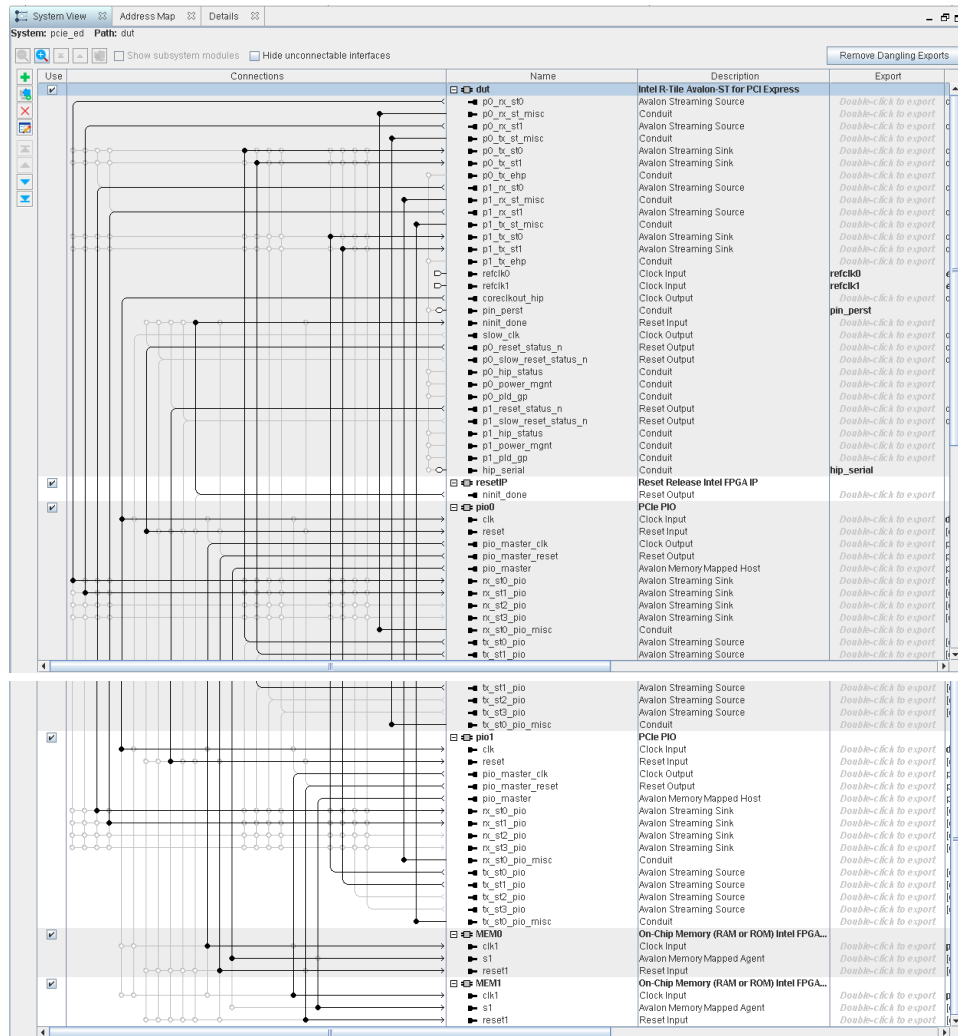 System View Address Map Details
System: pcie_ed Path: dut
Show subsystem modules Hide unconnectable interfaces Remove Dangling Exports
Use Connections Name Description Export
dut Intel R-Tile Avalon-ST for PCI Express
p0_rx_st0 Avalon Streaming Source Double-click to export
p0_rx_st_misc Conduit Double-click to export
p0_rx_st1 Avalon Streaming Source Double-click to export
p0_tx_st_misc Conduit Double-click to export
p0_tx_st0 Avalon Streaming Sink Double-click to export
p0_tx_st1 Avalon Streaming Sink Double-click to export
p0_tx_ehp Conduit Double-click to export
p1_rx_st0 Avalon Streaming Source Double-click to export
p1_rx_st_misc Conduit Double-click to export
p1_rx_st1 Avalon Streaming Source Double-click to export
p1_tx_st_misc Conduit Double-click to export
p1_tx_st0 Avalon Streaming Sink Double-click to export
p1_tx_st1 Avalon Streaming Sink Double-click to export
p1_tx_ehp Conduit Double-click to export
refclk0 Clock Input refclk0
refclk1 Clock Input refclk1
coreclkout_hip Clock Output Double-click to export
pin_perst Conduit pin_perst
ninit_done Reset Input Double-click to export
slow_clk Clock Output Double-click to export
p0_reset_status_n Reset Output Double-click to export
p0_slow_reset_status_n Reset Output Double-click to export
p0_hip_status Conduit Double-click to export
p0_power_mgnt Conduit Double-click to export
p0_pld_gp Conduit Double-click to export
p1_reset_status_n Reset Output Double-click to export
p1_slow_reset_status_n Reset Output Double-click to export
p1_hip_status Conduit Double-click to export
p1_power_mgnt Conduit Double-click to export
p1_pld_gp Conduit Double-click to export
hip_serial Conduit hip_serial
resetIP Reset Release Intel FPGA IP
ninit_done Reset Output Double-click to export
pio0 PCIe PIO
clk Clock Input Double-click to export
reset Reset Input Double-click to export
pio_master_clk Clock Output Double-click to export
pio_master_reset Reset Output Double-click to export
pio_master Avalon Memory Mapped Host Double-click to export
rx_st0_pio Avalon Streaming Sink Double-click to export
rx_st1_pio Avalon Streaming Sink Double-click to export
rx_st2_pio Avalon Streaming Sink Double-click to export
rx_st3_pio Avalon Streaming Sink Double-click to export
rx_st0_pio_misc Conduit Double-click to export
tx_st0_pio Avalon Streaming Source Double-click to export
tx_st1_pio Avalon Streaming Source Double-click to export
tx_st1_pio Avalon Streaming Source Double-click to export
tx_st2_pio Avalon Streaming Source Double-click to export
tx_st3_pio Avalon Streaming Source Double-click to export
tx_st0_pio_misc Conduit Double-click to export
pio1 PCIe PIO
clk Clock Input Double-click to export
reset Reset Input Double-click to export
pio_master_clk Clock Output Double-click to export
pio_master_reset Reset Output Double-click to export
pio_master Avalon Memory Mapped Host Double-click to export
rx_st0_pio Avalon Streaming Sink Double-click to export
rx_st1_pio Avalon Streaming Sink Double-click to export
rx_st2_pio Avalon Streaming Sink Double-click to export
rx_st3_pio Avalon Streaming Sink Double-click to export
rx_st0_pio_misc Conduit Double-click to export
tx_st0_pio Avalon Streaming Source Double-click to export
tx_st1_pio Avalon Streaming Source Double-click to export
tx_st2_pio Avalon Streaming Source Double-click to export
tx_st3_pio Avalon Streaming Source Double-click to export
tx_st0_pio_misc Conduit Double-click to export
MEM0 On-Chip Memory (RAM or ROM) Intel FPGA...
clk1 Clock Input Double-click to export
s1 Avalon Memory Mapped Agent Double-click to export
reset1 Reset Input Double-click to export
MEM1 On-Chip Memory (RAM or ROM) Intel FPGA...
clk1 Clock Input Double-click to export
s1 Avalon Memory Mapped Agent Double-click to export
reset1 Reset Input Double-click to export